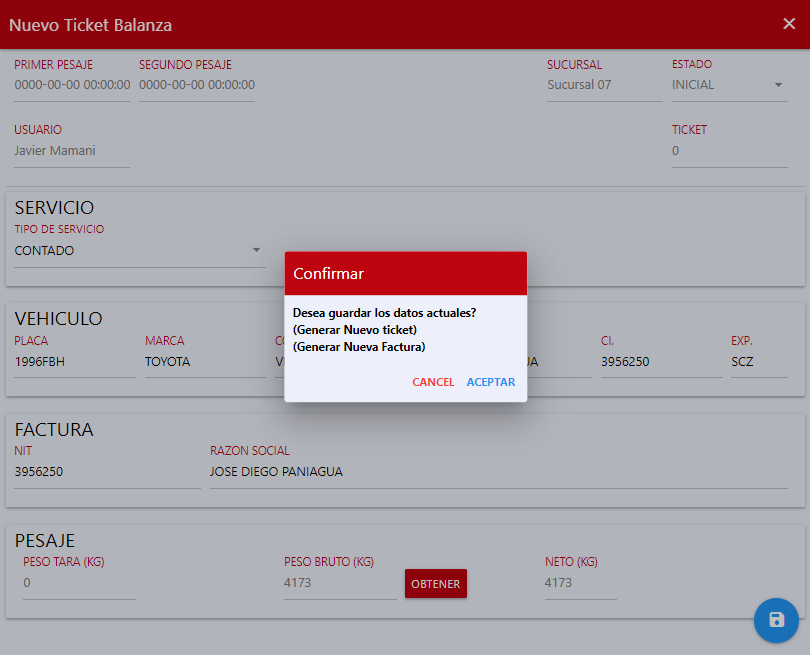 Nuevo Ticket Balanza
PRIMER PESAJE SEGUNDO PESAJE SUCURSAL ESTADO
0000-00-00 00:00:00 0000-00-00 00:00:00 Sucursal 07 INICIAL
USUARIO TICKET
Javier Mamani 0
SERVICIO
TIPO DE SERVICIO
CONTADO
Confirmar
Desea guardar los datos actuales?
(Generar Nuevo ticket)
(Generar Nueva Factura)
CANCEL ACEPTAR
VEHICULO
PLACA MARCA CI. EXP.
1996FBH TOYOTA 3956250 SCZ
FACTURA
NIT RAZON SOCIAL
3956250 JOSE DIEGO PANIAGUA
PESAJE
PESO TARA (KG) PESO BRUTO (KG) NETO (KG)
0 4173 OBTENER 4173